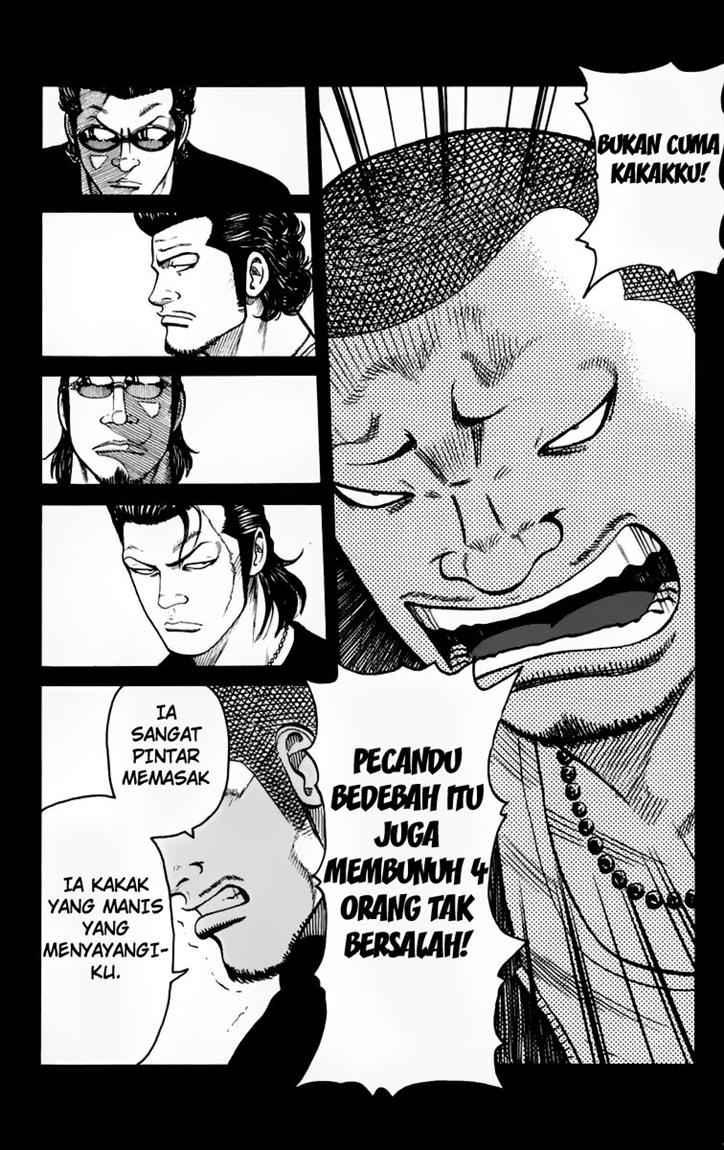 BUKAN CUMA
KAKAKKU!
PECANDU
BEDEBAH ITU
JUGA
MEMBUNUH 4
ORANG TAK
BERSALAH!
IA
SANGAT
PINTAR
MEMASAK
IA KAKAK
YANG MANIS
YANG
MENYAYANGI-
KU.